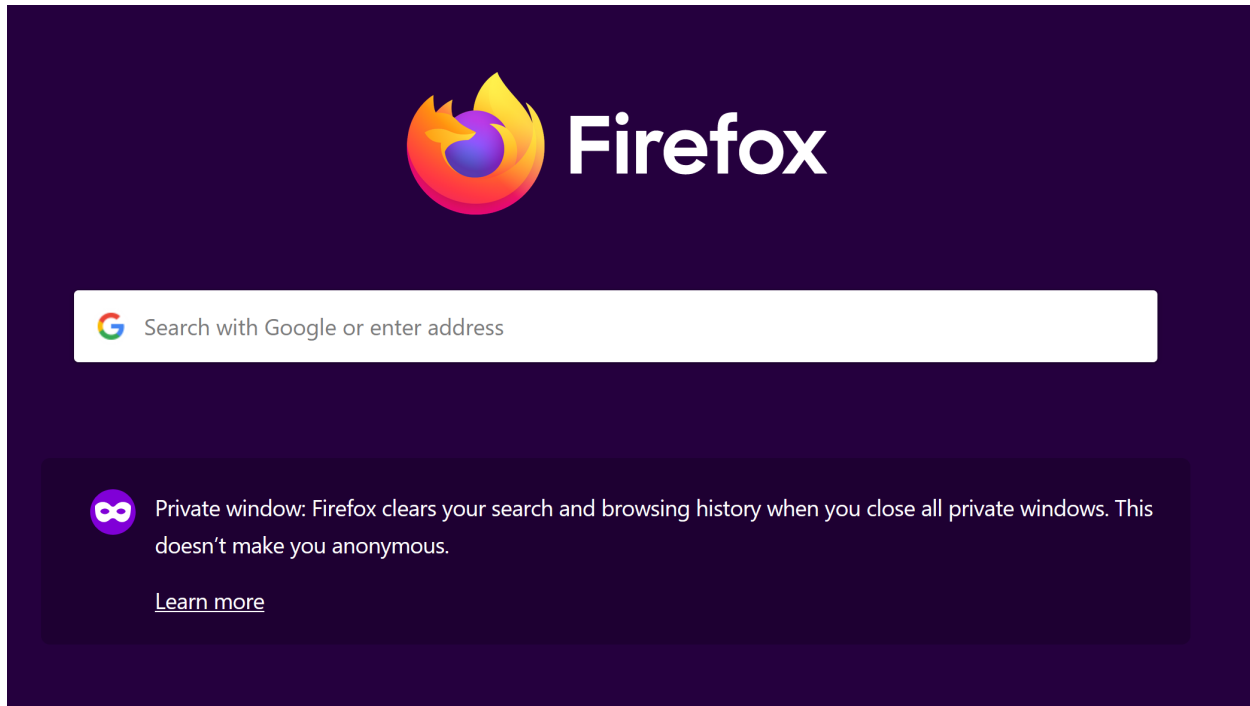 Firefox
Search with Google or enter address
Private window: Firefox clears your search and browsing history when you close all private windows. This
doesn’t make you anonymous.
Learn more